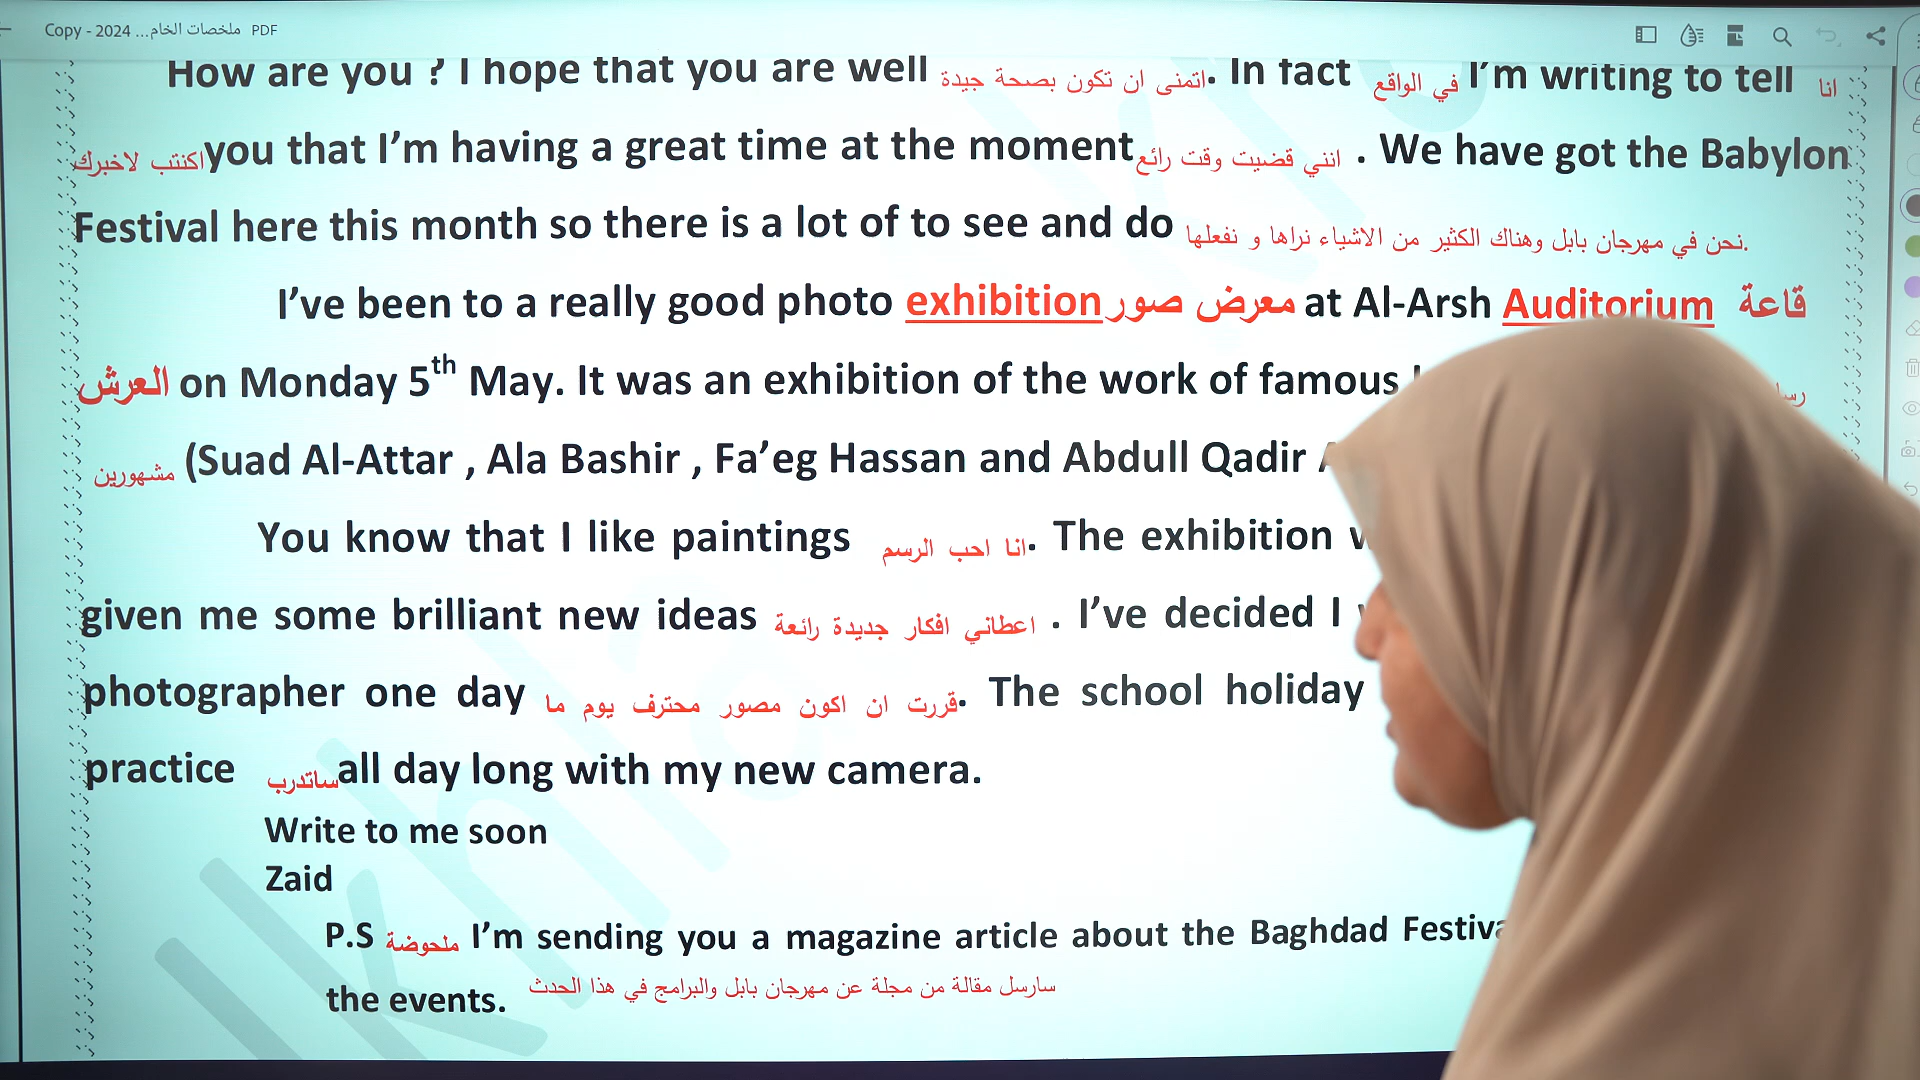 Copy - 2024 ...ملخصات الخام PDF
How are you ? I hope that you are well اتمنى ان تكون بصحة جيدة. In fact في الواقع I'm writing to tell انا
اكنتب لاخبرك you that I'm having a great time at the moment انني قضيت وقت رائع . We have got the Babylon
Festival here this month so there is a lot of to see and do نحن في مهرجان بابل وهناك الكثير من الاشياء نراها و نفعلها.
I've been to a really good photo exhibition معرض صور at Al-Arsh Auditorium قاعة
العرش on Monday 5th May. It was an exhibition of the work of famous
مشهورين (Suad Al-Attar , Ala Bashir , Fa'eg Hassan and Abdull Qadir
You know that I like paintings انا احب الرسم. The exhibition
given me some brilliant new ideas اعطاني افكار جديدة رائعة . I've decided I
photographer one day قررت ان اكون مصور محترف يوم ما. The school holiday
practice ساتدرب all day long with my new camera.
Write to me soon
Zaid
P.S ملحوضة I'm sending you a magazine article about the Baghdad
the events. سارسل مقالة من مجلة عن مهرجان بابل والبرامج في هذا الحدث